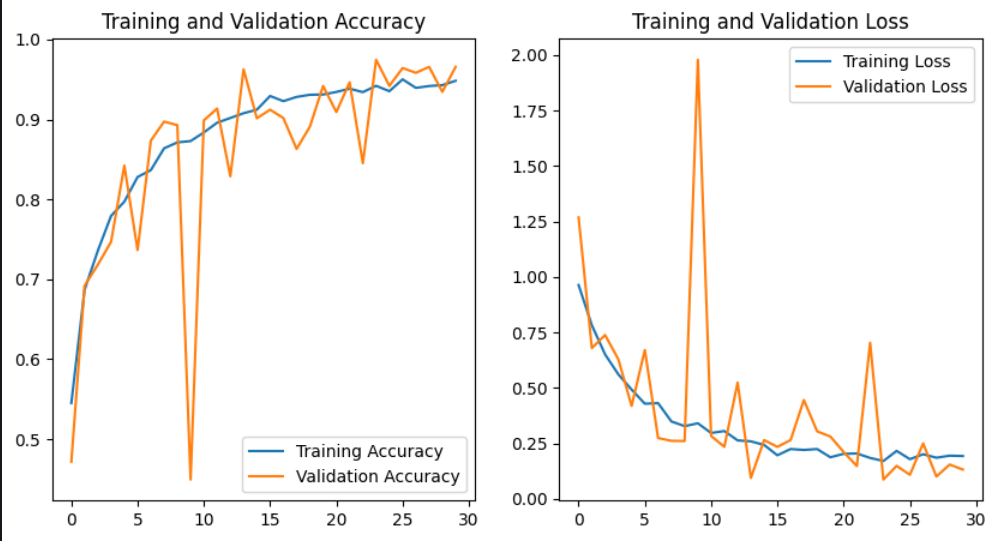 Training and Validation Accuracy
1.0
0.9
0.8
0.7
0.6
0.5
0 5 10 15 20 25 30
Training Accuracy
Validation Accuracy
Training and Validation Loss
2.00
1.75
1.50
1.25
1.00
0.75
0.50
0.25
0.00
0 5 10 15 20 25 30
Training Loss
Validation Loss